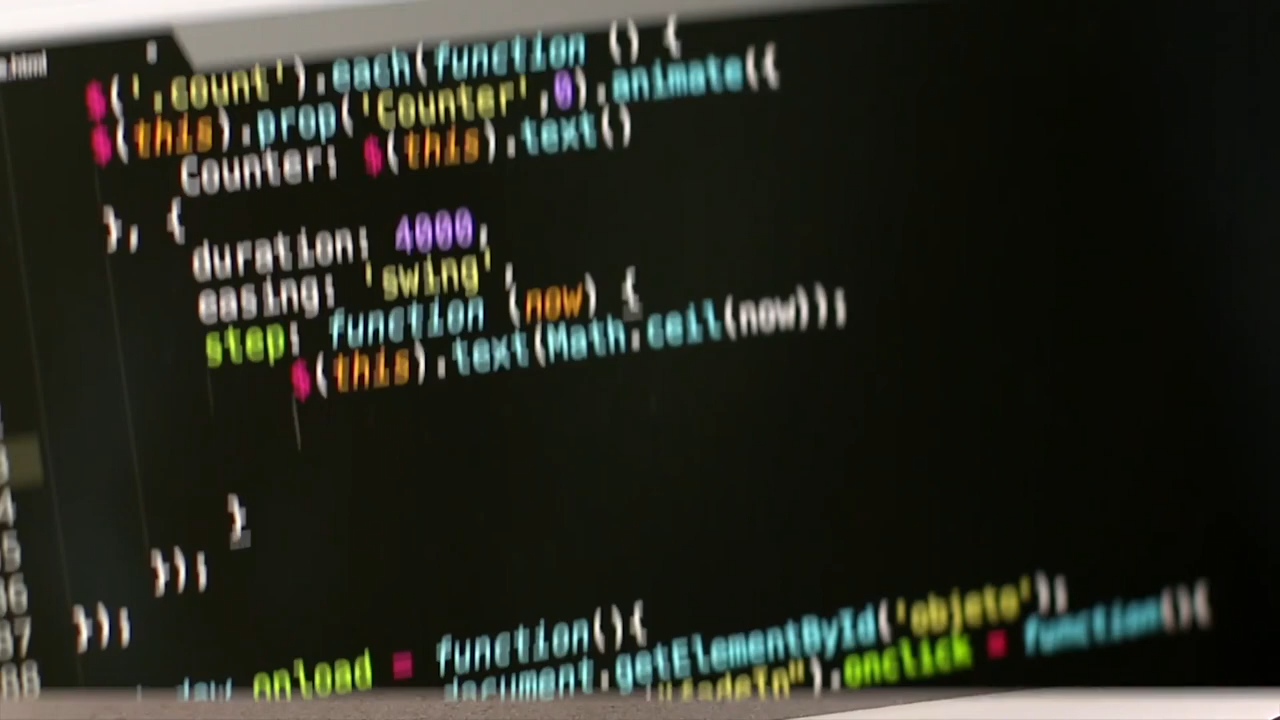 .html
$('.count').each(function () {
$(this).prop('Counter',0).animate({
Counter: $(this).text()
}, {
duration: 4000,
easing: 'swing',
step: function (now) {
$(this).text(Math.ceil(now));
}
});
});
onload = function(){
document.getElementById('objeto');
"fadeIn").onclick = function(){